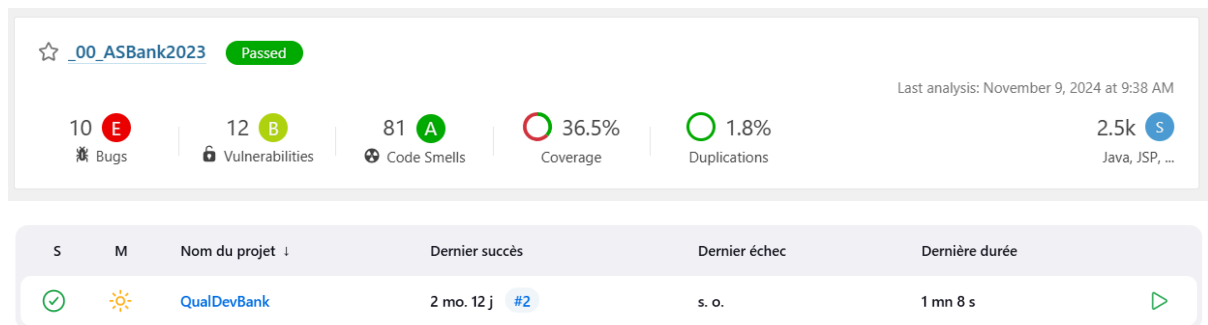 _00_ASBank2023 Passed
Last analysis: November 9, 2024 at 9:38 AM
10 E 12 B 81 A 36.5% 1.8% 2.5k S
Bugs Vulnerabilities Code Smells Coverage Duplications Java, JSP, ...
S M Nom du projet ↓ Dernier succès Dernier échec Dernière durée
QualDevBank 2 mo. 12 j #2 s. o. 1 mn 8 s